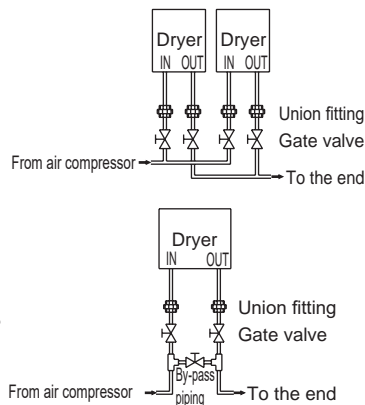 Dryer Dryer
IN OUT IN OUT
Union fitting
Gate valve
From air compressor
To the end
Dryer
IN OUT
Union fitting
Gate valve
By-pass
piping
From air compressor
To the end